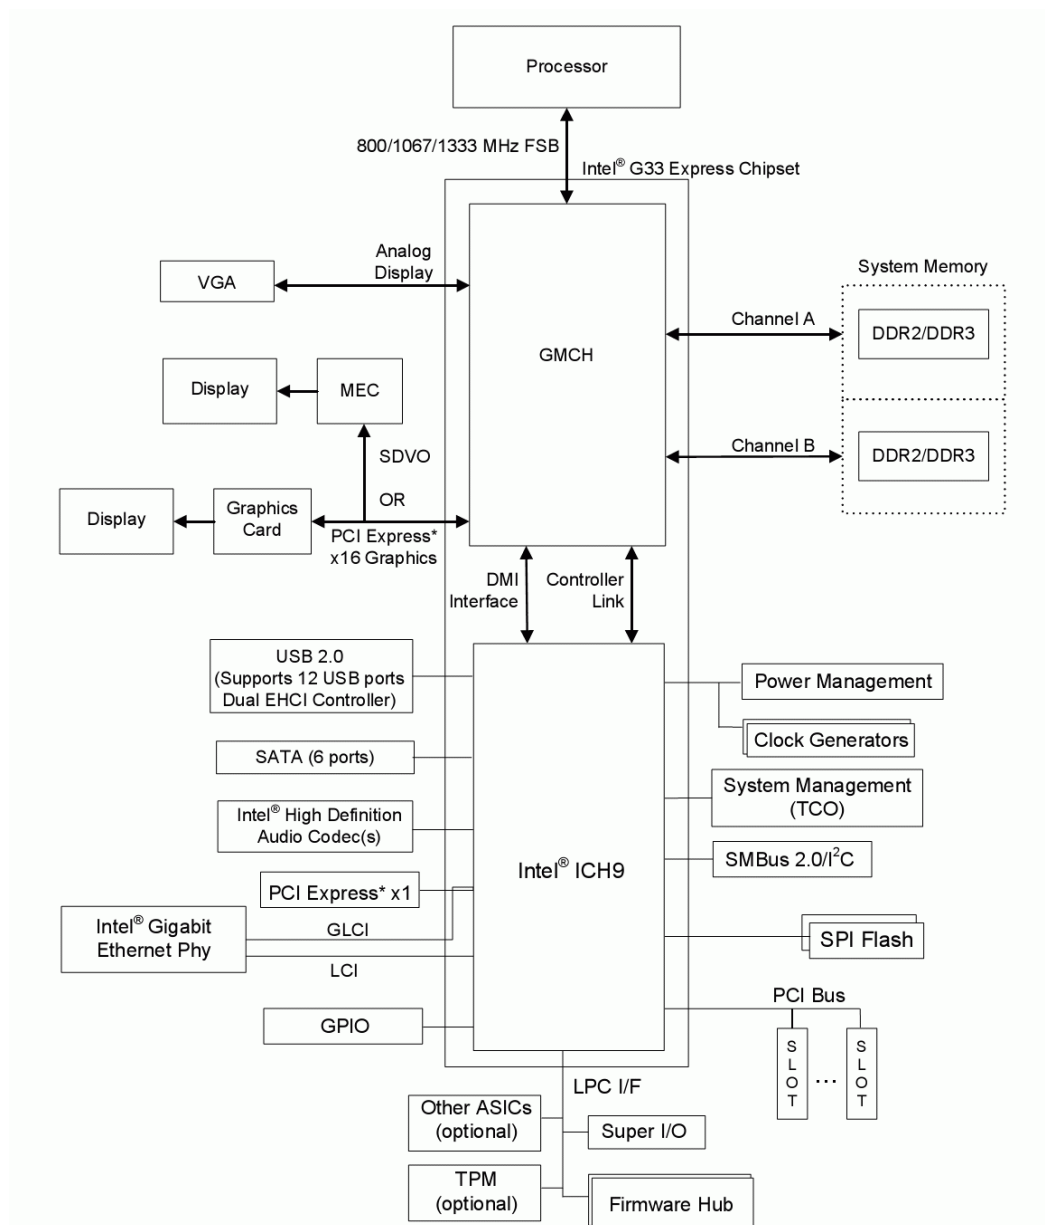 Processor
800/1067/1333 MHz FSB
Intel® G33 Express Chipset
Analog
Display
VGA
System Memory
Channel A
DDR2/DDR3
GMCH
Display
MEC
Channel B
DDR2/DDR3
SDVO
OR
Display
Graphics
Card
PCI Express*
x16 Graphics
DMI
Interface
Controller
Link
USB 2.0
(Supports 12 USB ports
Dual EHCI Controller)
Power Management
Clock Generators
SATA (6 ports)
System Management
(TCO)
Intel® High Definition
Audio Codec(s)
SMBus 2.0/I²C
Intel® ICH9
PCI Express* x1
Intel® Gigabit
Ethernet Phy
GLCI
LCI
SPI Flash
PCI Bus
GPIO
SLOT
...
SLOT
LPC I/F
Other ASICs
(optional)
Super I/O
TPM
(optional)
Firmware Hub